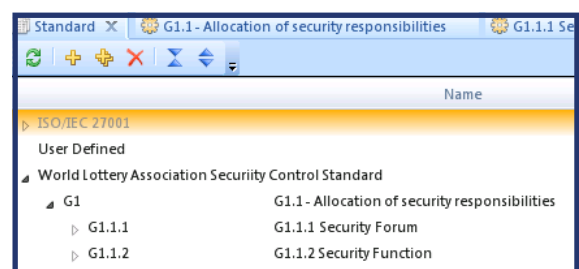 Standard X G1.1- Allocation of security responsibilities G1.1.1 Se
Name
ISO/IEC 27001
User Defined
World Lottery Association Securiity Control Standard
G1 G1.1- Allocation of security responsibilities
G1.1.1 G1.1.1 Security Forum
G1.1.2 G1.1.2 Security Function